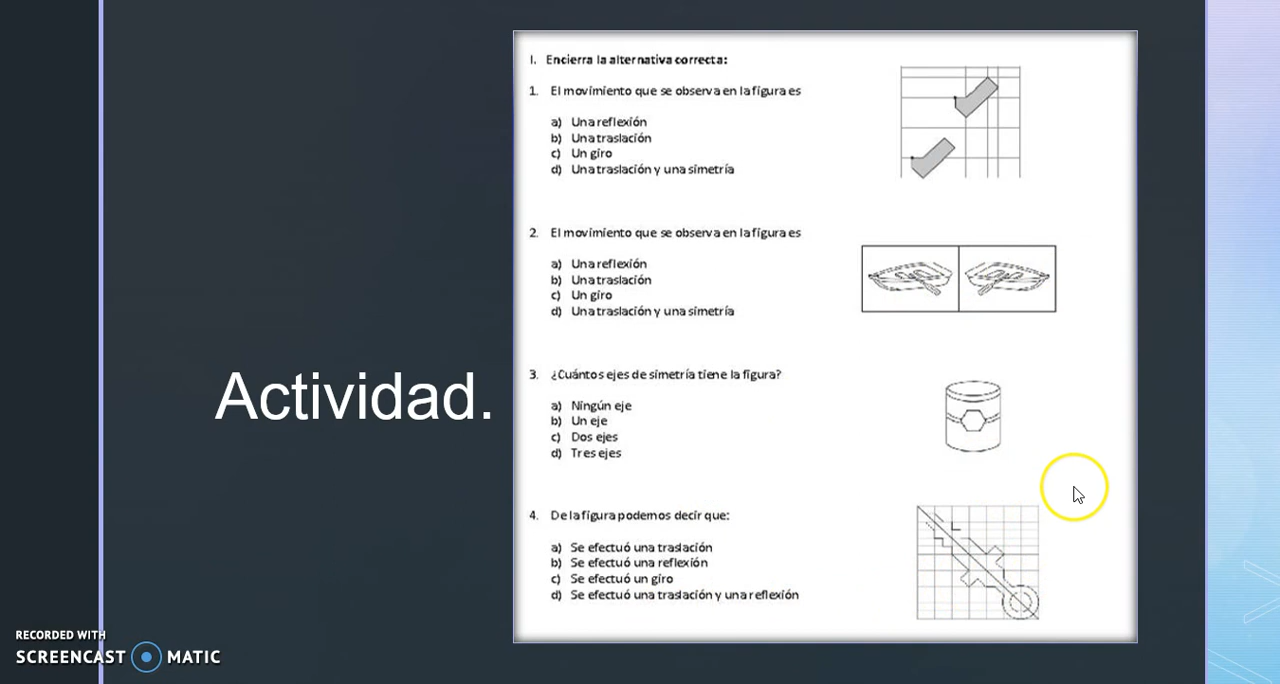 Actividad.
I. Encierra la alternativa correcta:
1. El movimiento que se observa en la figura es
a) Una reflexión
b) Una traslación
c) Un giro
d) Una traslación y una simetría
2. El movimiento que se observa en la figura es
a) Una reflexión
b) Una traslación
c) Un giro
d) Una traslación y una simetría
3. ¿Cuántos ejes de simetría tiene la figura?
a) Ningún eje
b) Un eje
c) Dos ejes
d) Tres ejes
4. De la figura podemos decir que:
a) Se efectuó una traslación
b) Se efectuó una reflexión
c) Se efectuó un giro
d) Se efectuó una traslación y una reflexión
RECORDED WITH
SCREENCAST MATIC